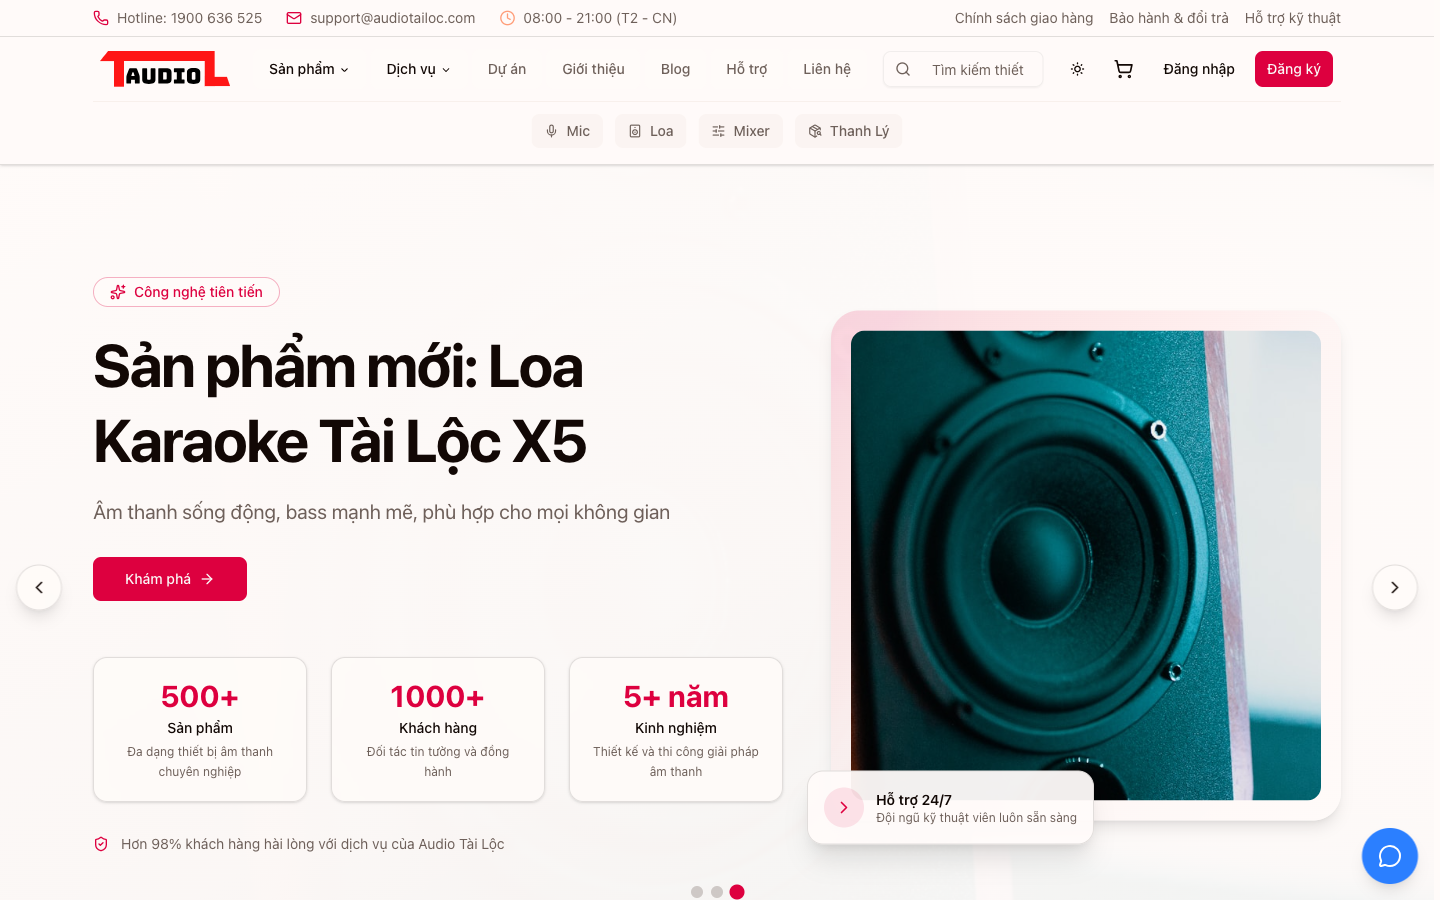 Hotline: 1900 636 525
support@audiotailoc.com
08:00 - 21:00 (T2 - CN)
Chính sách giao hàng
Bảo hành & đổi trả
Hỗ trợ kỹ thuật
TAUDIOL
Sản phẩm
Dịch vụ
Dự án
Giới thiệu
Blog
Hỗ trợ
Liên hệ
Tìm kiếm thiết
Đăng nhập
Đăng ký
Mic
Loa
Mixer
Thanh Lý
Công nghệ tiên tiến
Sản phẩm mới: Loa
Karaoke Tài Lộc X5
Âm thanh sống động, bass mạnh mẽ, phù hợp cho mọi không gian
Khám phá
500+
Sản phẩm
Đa dạng thiết bị âm thanh
chuyên nghiệp
1000+
Khách hàng
Đối tác tin tưởng và đồng
hành
5+ năm
Kinh nghiệm
Thiết kế và thi công giải pháp
âm thanh
Hỗ trợ 24/7
Đội ngũ kỹ thuật viên luôn sẵn sàng
Hơn 98% khách hàng hài lòng với dịch vụ của Audio Tài Lộc